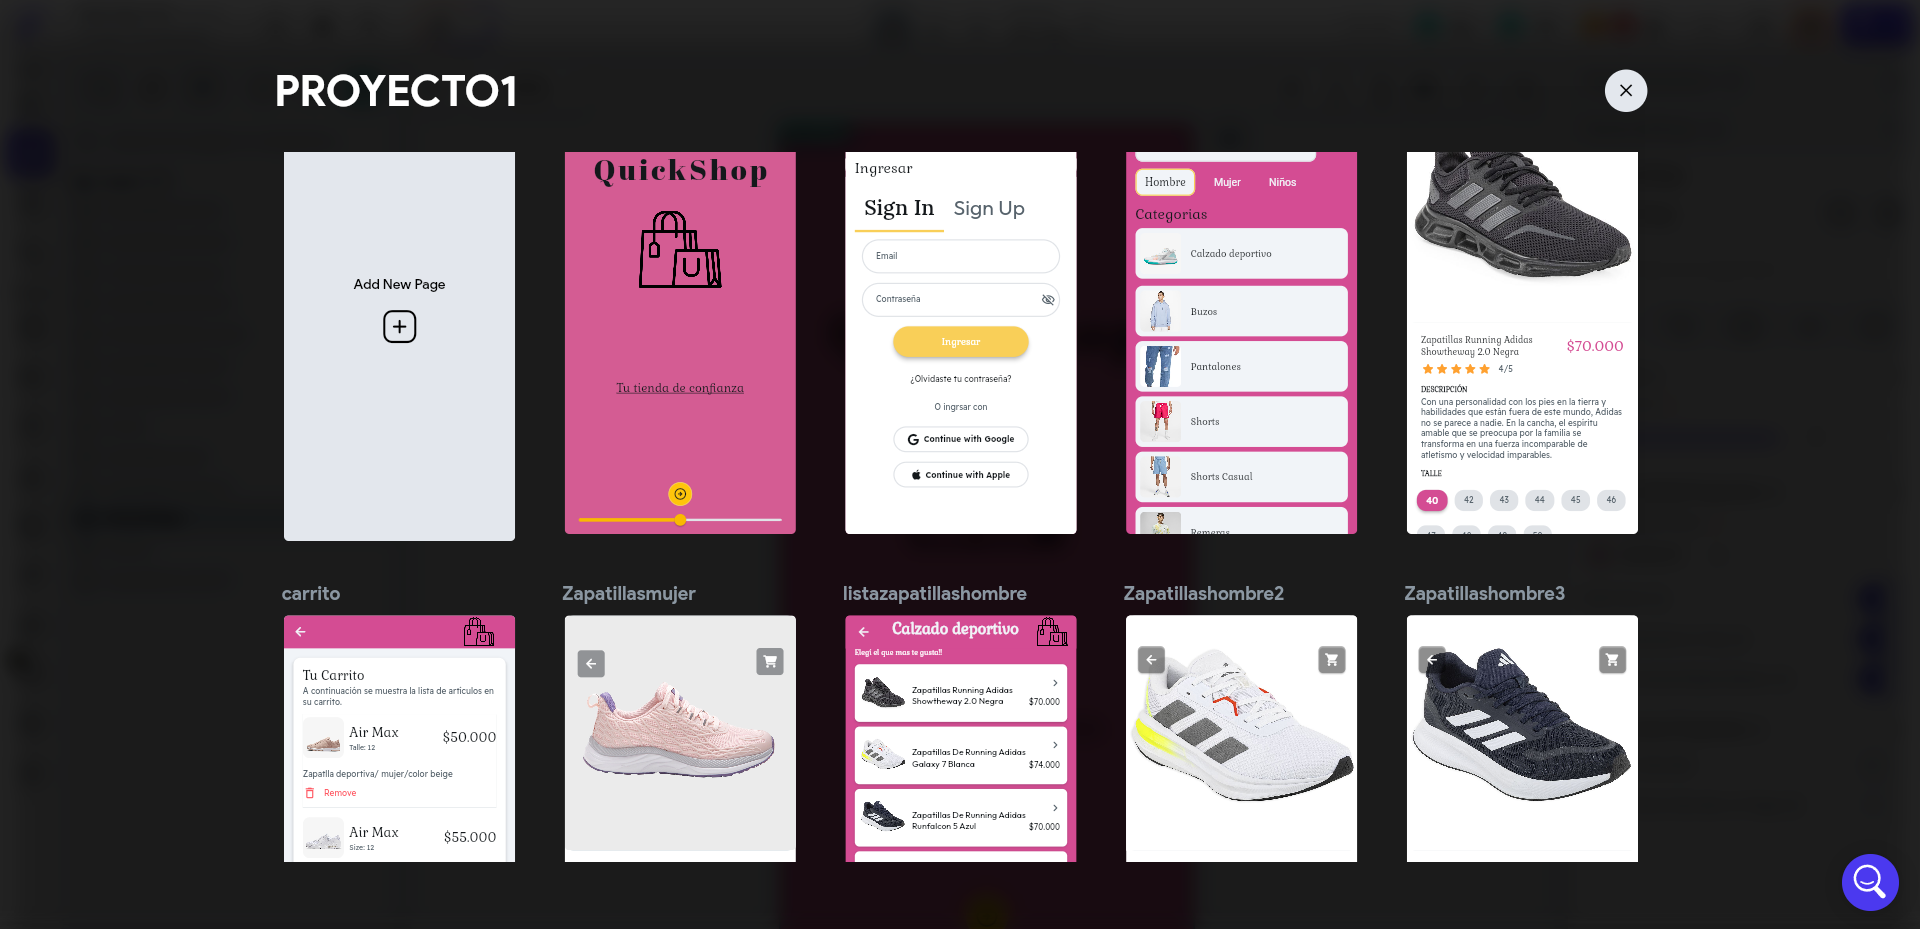 PROYECTO1
Add New Page
QuickShop
Tu tienda de confianza
Ingresar
Sign In Sign Up
Email
Contraseña
Ingresar
¿Olvidaste tu contraseña?
O ingrsar con
Continue with Google
Continue with Apple
Hombre Mujer Niños
Categorias
Calzado deportivo
Buzos
Pantalones
Shorts
Shorts Casual
Remeras
Zapatillas Running Adidas
Showtheway 2.0 Negra
$70.000
4/5
DESCRIPCIÓN
Con una personalidad con los pies en la tierra y
habilidades que están fuera de este mundo, Adidas
no se parece a nadie. En la cancha, el espiritu
amable que se preocupa por la familia se
transforma en una fuerza incomparable de
atletismo y velocidad imparables.
TALLE
40 42 43 44 45 46
carrito
Tu Carrito
A continuación se muestra la lista de articulos en
su carrito.
Air Max
Talle: 12
$50.000
Zapatlla deportiva/ mujer/color beige
Remove
Air Max
Size: 12
$55.000
Zapatillasmujer
listazapatillashombre
Calzado deportivo
Elegi el que mas te gusta!!
Zapatillas Running Adidas
Showtheway 2.0 Negra
$70.000
Zapatillas De Running Adidas
Galaxy 7 Blanca
$74.000
Zapatillas De Running Adidas
Runfalcon 5 Azul
$70.000
Zapatillashombre2
Zapatillashombre3